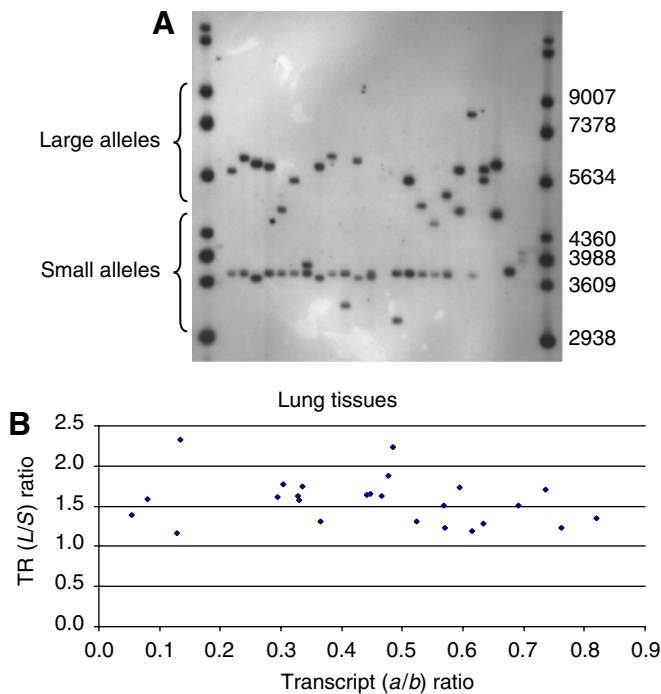 A
Large alleles
Small alleles
9007
7378
5634
4360
3988
3609
2938
B
Lung tissues
TR (L/S) ratio
2.5
2.0
1.5
1.0
0.5
0.0
0.0 0.1 0.2 0.3 0.4 0.5 0.6 0.7 0.8 0.9
Transcript (a/b) ratio